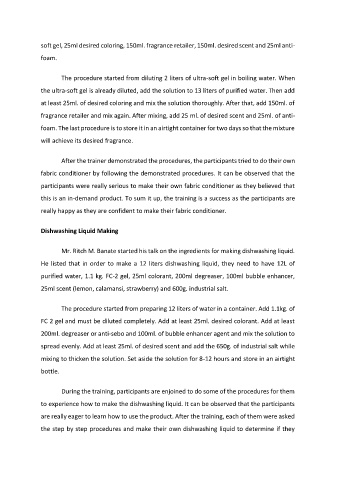 soft gel, 25ml desired coloring, 150ml. fragrance retailer, 150ml. desired scent and 25ml anti-
foam.
The procedure started from diluting 2 liters of ultra-soft gel in boiling water. When
the ultra-soft gel is already diluted, add the solution to 13 liters of purified water. Then add
at least 25ml. of desired coloring and mix the solution thoroughly. After that, add 150ml. of
fragrance retailer and mix again. After mixing, add 25 ml. of desired scent and 25ml. of anti-
foam. The last procedure is to store it in an airtight container for two days so that the mixture
will achieve its desired fragrance.
After the trainer demonstrated the procedures, the participants tried to do their own
fabric conditioner by following the demonstrated procedures. It can be observed that the
participants were really serious to make their own fabric conditioner as they believed that
this is an in-demand product. To sum it up, the training is a success as the participants are
really happy as they are confident to make their fabric conditioner.
Dishwashing Liquid Making
Mr. Ritch M. Banate started his talk on the ingredients for making dishwashing liquid.
He listed that in order to make a 12 liters dishwashing liquid, they need to have 12L of
purified water, 1.1 kg. FC-2 gel, 25ml colorant, 200ml degreaser, 100ml bubble enhancer,
25ml scent (lemon, calamansi, strawberry) and 600g. industrial salt.
The procedure started from preparing 12 liters of water in a container. Add 1.1kg. of
FC 2 gel and must be diluted completely. Add at least 25ml. desired colorant. Add at least
200ml. degreaser or anti-sebo and 100ml. of bubble enhancer agent and mix the solution to
spread evenly. Add at least 25ml. of desired scent and add the 650g. of industrial salt while
mixing to thicken the solution. Set aside the solution for 8-12 hours and store in an airtight
bottle.
During the training, participants are enjoined to do some of the procedures for them
to experience how to make the dishwashing liquid. It can be observed that the participants
are really eager to learn how to use the product. After the training, each of them were asked
the step by step procedures and make their own dishwashing liquid to determine if they